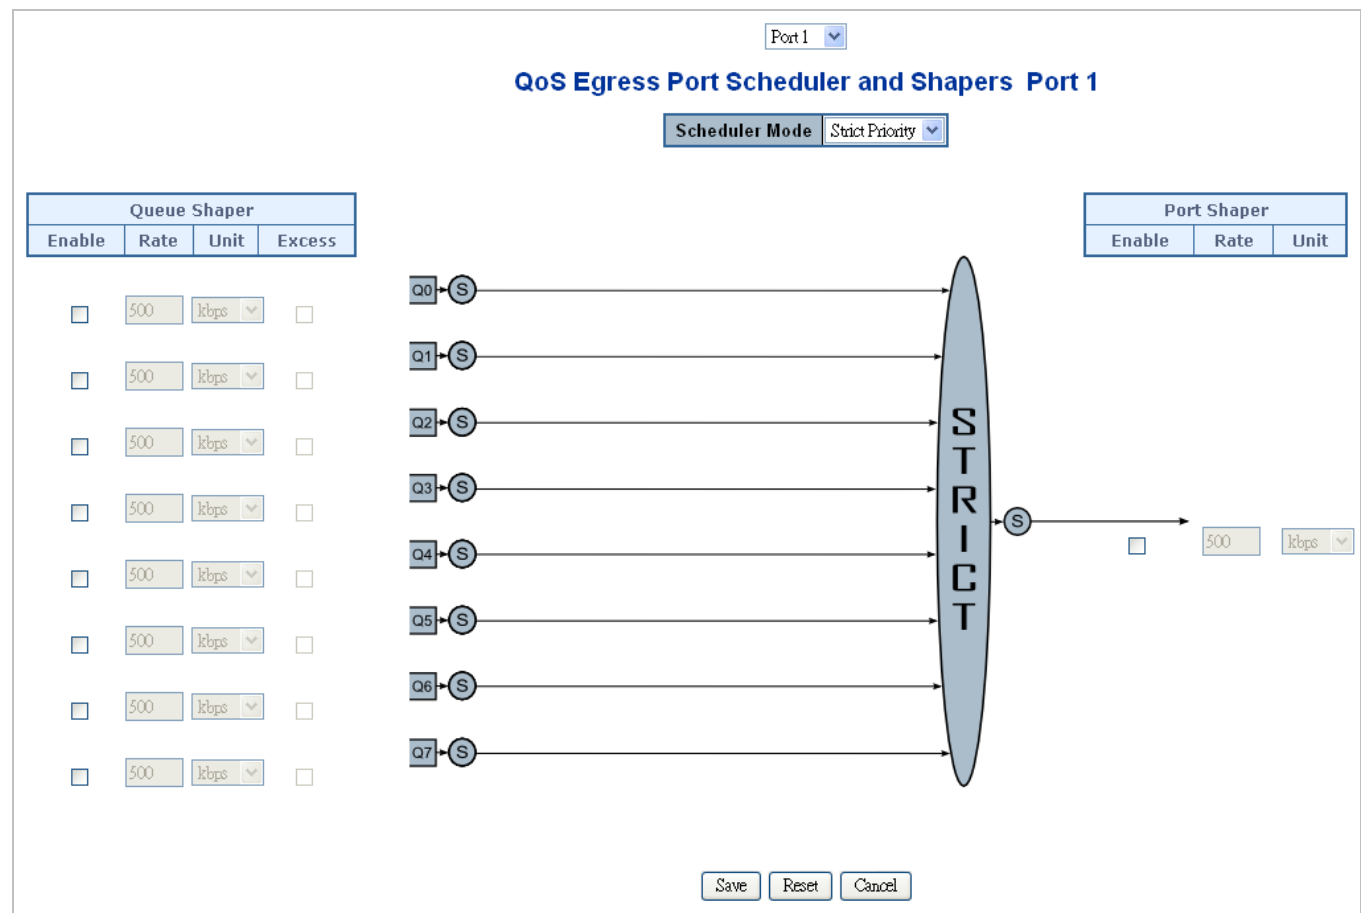 Port 1
QoS Egress Port Scheduler and Shapers Port 1
Scheduler Mode Strict Priority
Queue Shaper
Enable Rate Unit Excess
Port Shaper
Enable Rate Unit
500 kbps
500 kbps
500 kbps
500 kbps
500 kbps
500 kbps
500 kbps
500 kbps
Q0 S
Q1 S
Q2 S
Q3 S
Q4 S
Q5 S
Q6 S
Q7 S
STRICT
S
500 kbps
Save Reset Cancel